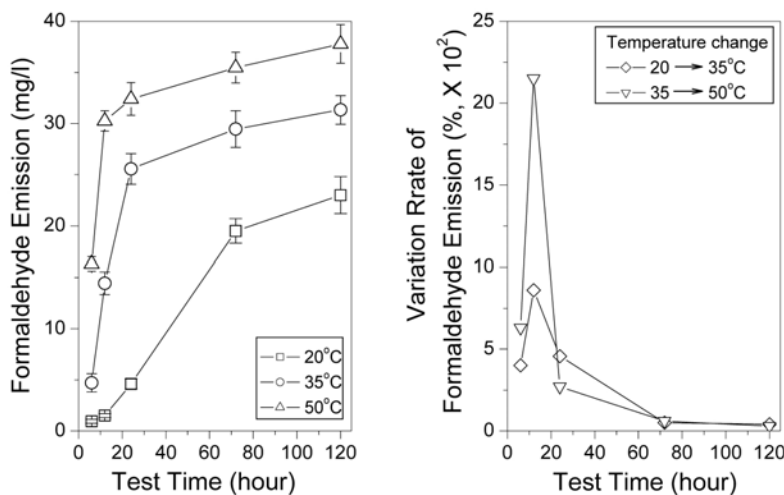 40
30
20
10
0
Formaldehyde Emission (mg/l)
20°C
35°C
50°C
0 20 40 60 80 100 120
Test Time (hour)
25
20
15
10
5
0
Variation Rrate of
Formaldehyde Emission (%, X 10²)
Temperature change
20 → 35°C
35 → 50°C
0 20 40 60 80 100 120
Test Time (hour)